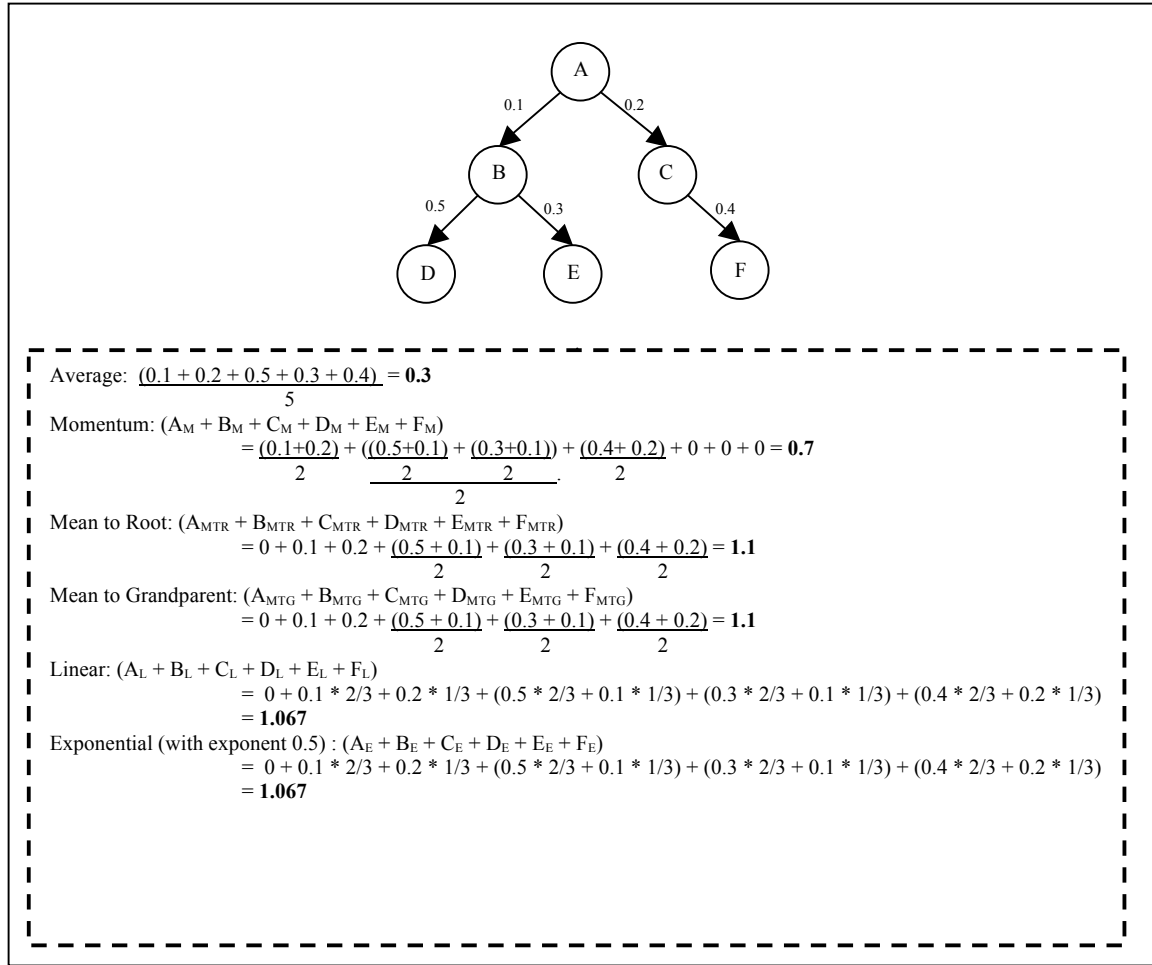 A
0.1 0.2
B C
0.5 0.3 0.4
D E F
Average: (0.1 + 0.2 + 0.5 + 0.3 + 0.4) = 0.3
5
Momentum: (A_M + B_M + C_M + D_M + E_M + F_M)
= (0.1+0.2) + ((0.5+0.1) + (0.3+0.1)) + (0.4+ 0.2) + 0 + 0 + 0 = 0.7
2 2 2 . 2
2
Mean to Root: (A_MTR + B_MTR + C_MTR + D_MTR + E_MTR + F_MTR)
= 0 + 0.1 + 0.2 + (0.5 + 0.1) + (0.3 + 0.1) + (0.4 + 0.2) = 1.1
2 2 2
Mean to Grandparent: (A_MTG + B_MTG + C_MTG + D_MTG + E_MTG + F_MTG)
= 0 + 0.1 + 0.2 + (0.5 + 0.1) + (0.3 + 0.1) + (0.4 + 0.2) = 1.1
2 2 2
Linear: (A_L + B_L + C_L + D_L + E_L + F_L)
= 0 + 0.1 * 2/3 + 0.2 * 1/3 + (0.5 * 2/3 + 0.1 * 1/3) + (0.3 * 2/3 + 0.1 * 1/3) + (0.4 * 2/3 + 0.2 * 1/3)
= 1.067
Exponential (with exponent 0.5) : (A_E + B_E + C_E + D_E + E_E + F_E)
= 0 + 0.1 * 2/3 + 0.2 * 1/3 + (0.5 * 2/3 + 0.1 * 1/3) + (0.3 * 2/3 + 0.1 * 1/3) + (0.4 * 2/3 + 0.2 * 1/3)
= 1.067